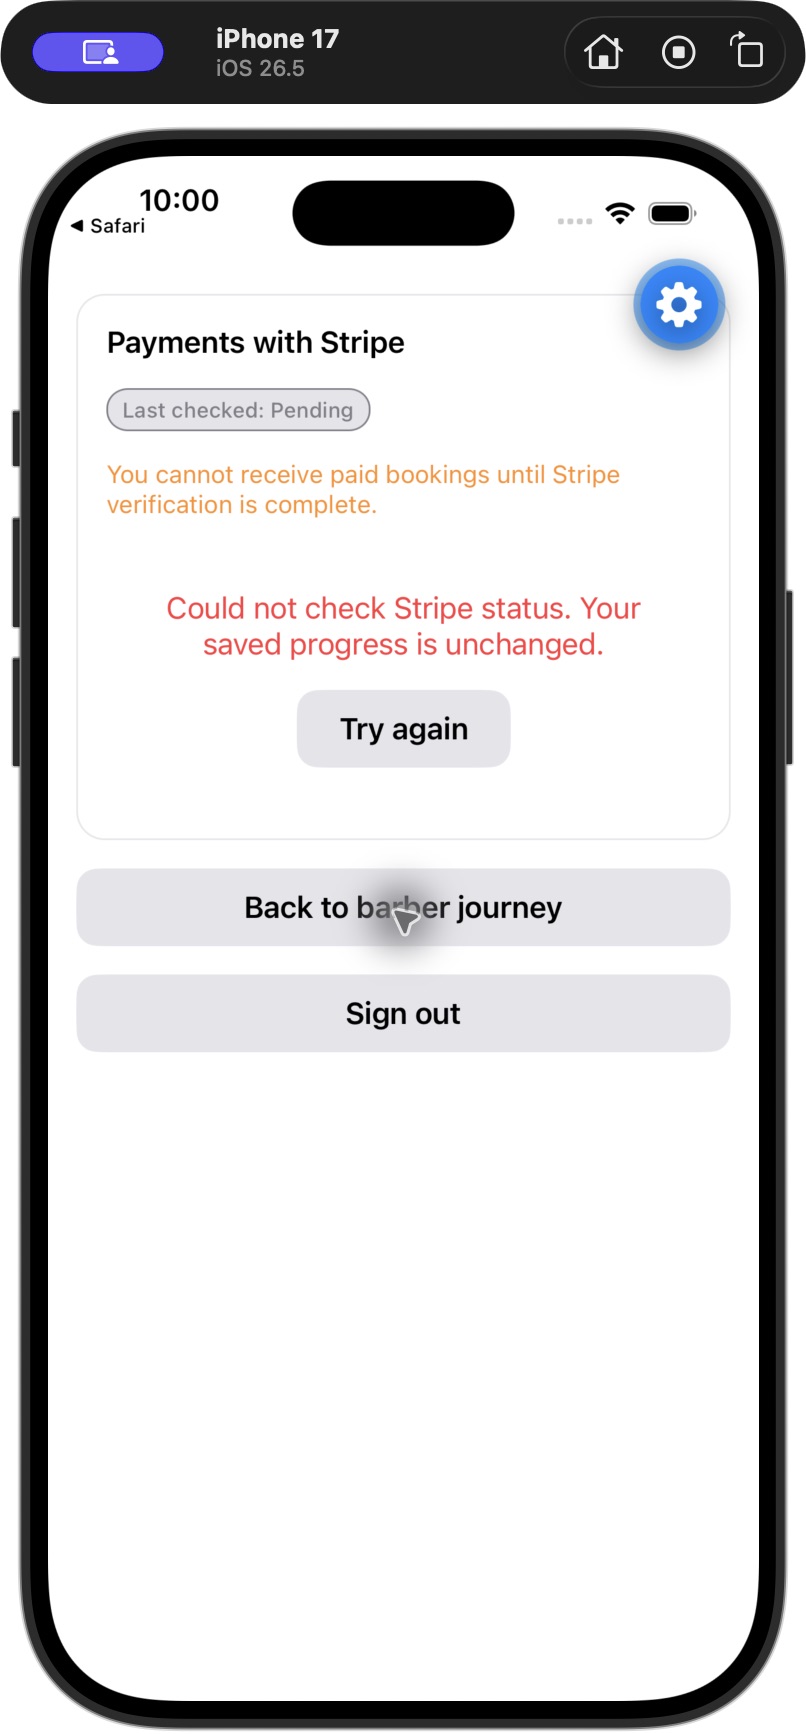 iPhone 17
iOS 26.5
10:00
◀ Safari
Payments with Stripe
Last checked: Pending
You cannot receive paid bookings until Stripe
verification is complete.
Could not check Stripe status. Your
saved progress is unchanged.
Try again
Back to barber journey
Sign out